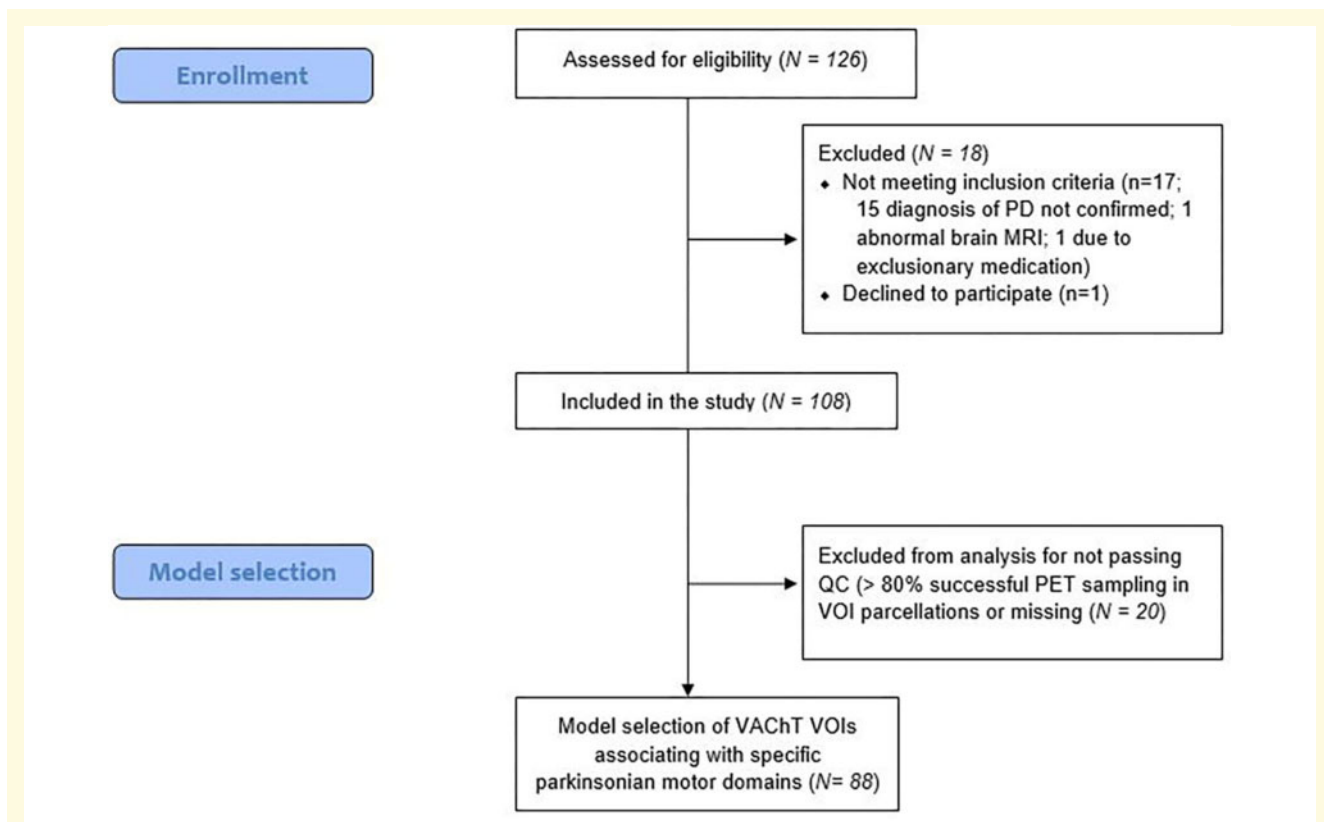 Enrollment
Assessed for eligibility (N = 126)
Excluded (N = 18)
⬥ Not meeting inclusion criteria (n=17;
15 diagnosis of PD not confirmed; 1
abnormal brain MRI; 1 due to
exclusionary medication)
⬥ Declined to participate (n=1)
Included in the study (N = 108)
Model selection
Excluded from analysis for not passing
QC (> 80% successful PET sampling in
VOI parcellations or missing (N = 20)
Model selection of VAChT VOIs
associating with specific
parkinsonian motor domains (N= 88)